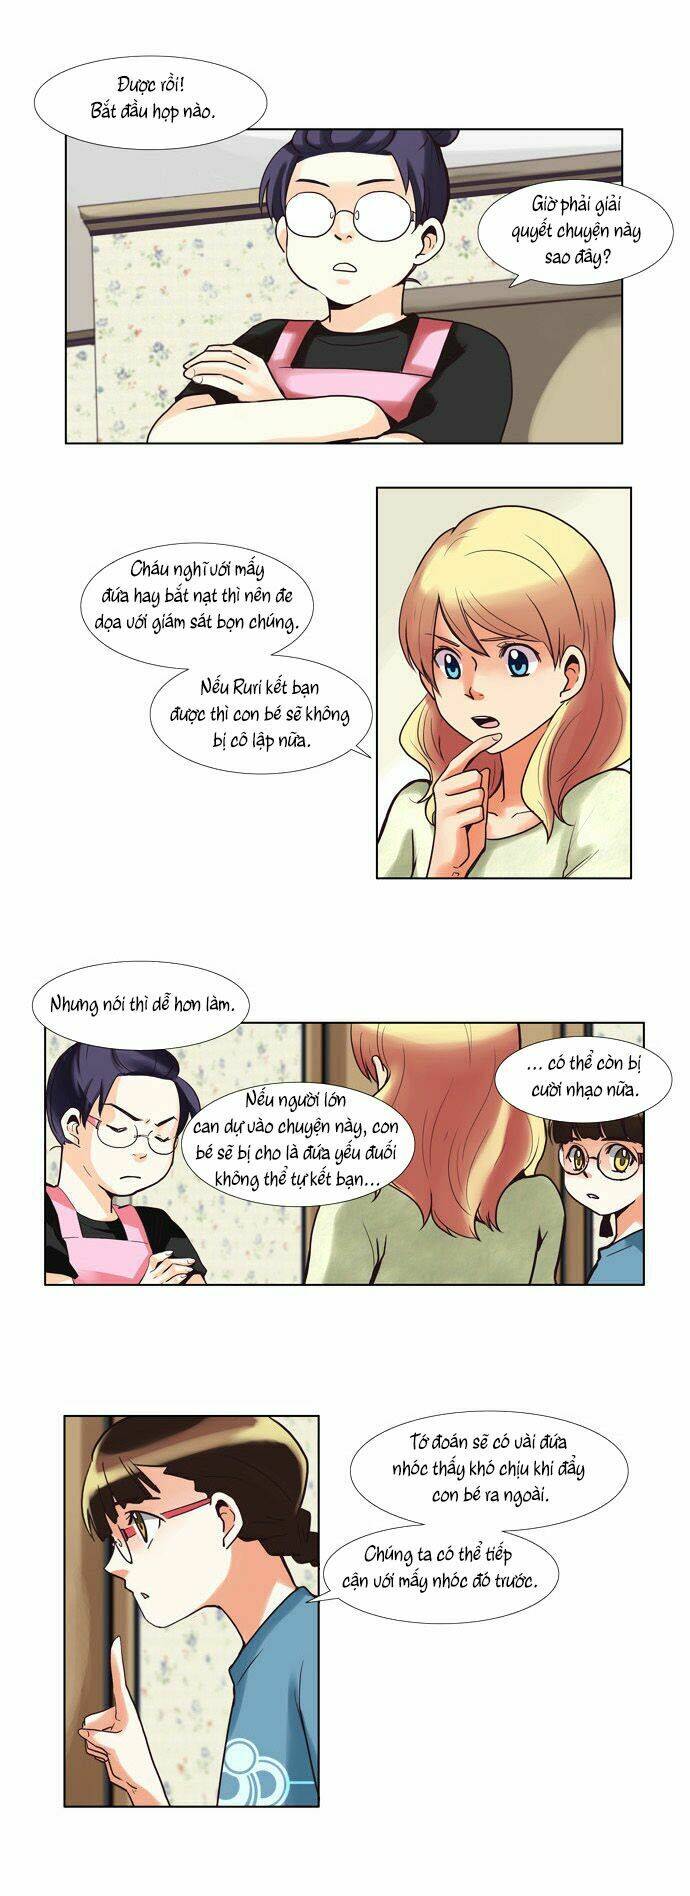 Được rồi!
Bắt đầu họp nào.
Giờ phải giải
quyết chuyện này
sao đây?
Cháu nghĩ với mấy
đứa hay bắt nạt thì nên đe
dọa với giám sát bọn chúng.
Nếu Ruri kết bạn
được thì con bé sẽ không
bị cô lập nữa.
Nhưng nói thì dễ hơn làm.
Nếu người lớn
can dự vào chuyện này, con
bé sẽ bị cho là đứa yếu đuối
không thể tự kết bạn...
... có thể còn bị
cười nhạo nữa.
Tớ đoán sẽ có vài đứa
nhóc thấy khó chịu khi đẩy
con bé ra ngoài.
Chúng ta có thể tiếp
cận với mấy nhóc đó trước.